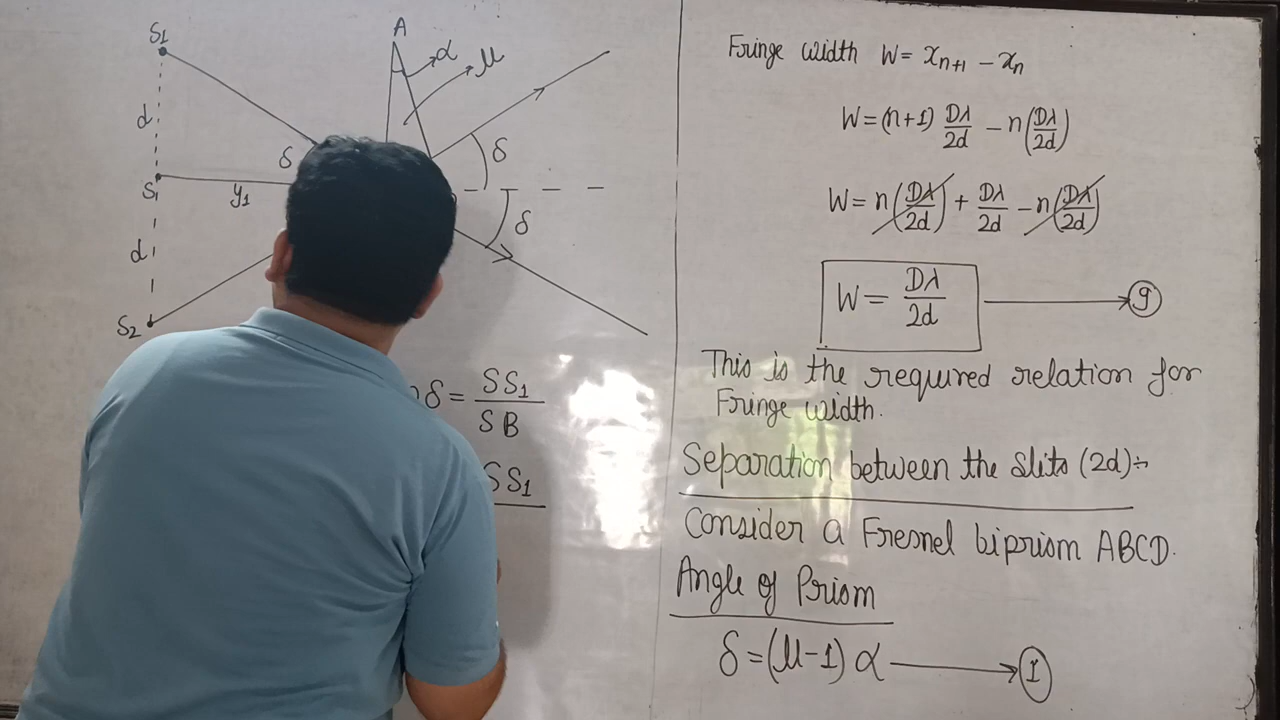 S1
A
α
μ
d
δ
δ
S
y1
δ
d
S2
δ = SS1/SB
SS1
Fringe width W = xn+1 - xn
W = (n+1) Dλ/2d - n(Dλ/2d)
W = n(Dλ/2d) + Dλ/2d - n(Dλ/2d)
W = Dλ/2d → 9
This is the required relation for
Fringe width.
Separation between the slits (2d):-
Consider a Fresnel biprism ABCD.
Angle of Prism
δ = (μ-1) α → 1